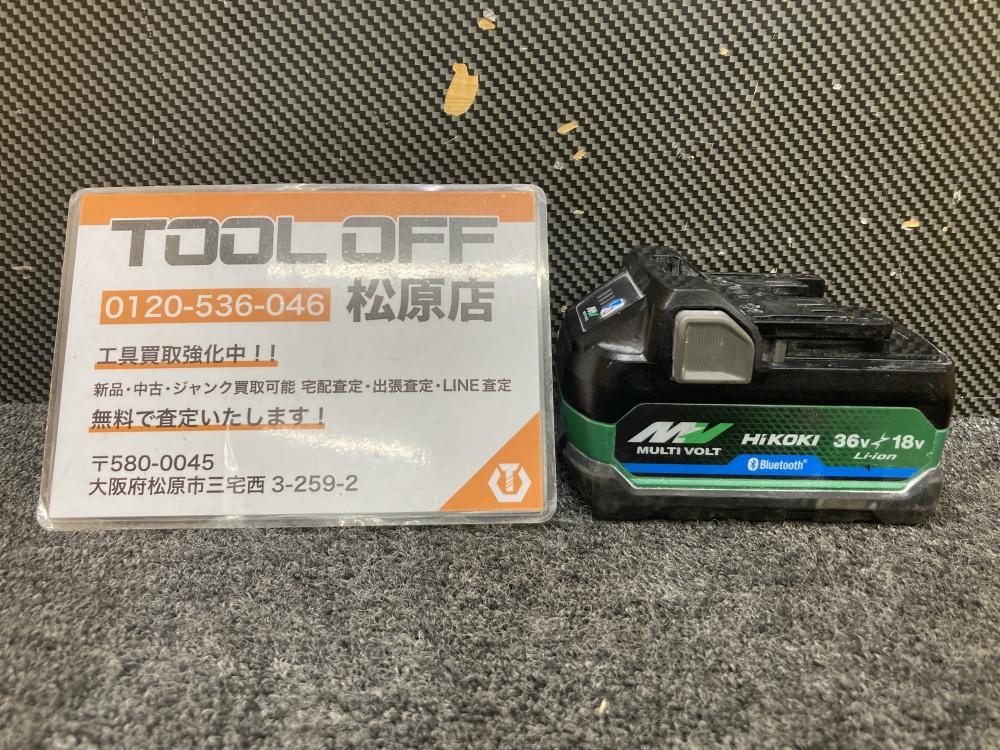 TOOL OFF
0120-536-046 松原店
工具買取強化中!!
新品・中古・ジャンク買取可能 宅配査定・出張査定・LINE査定
無料で査定いたします!
〒580-0045
大阪府松原市三宅西 3-259-2
MV HiKOKI 36V 18V
MULTI VOLT Li-ion
Bluetooth®